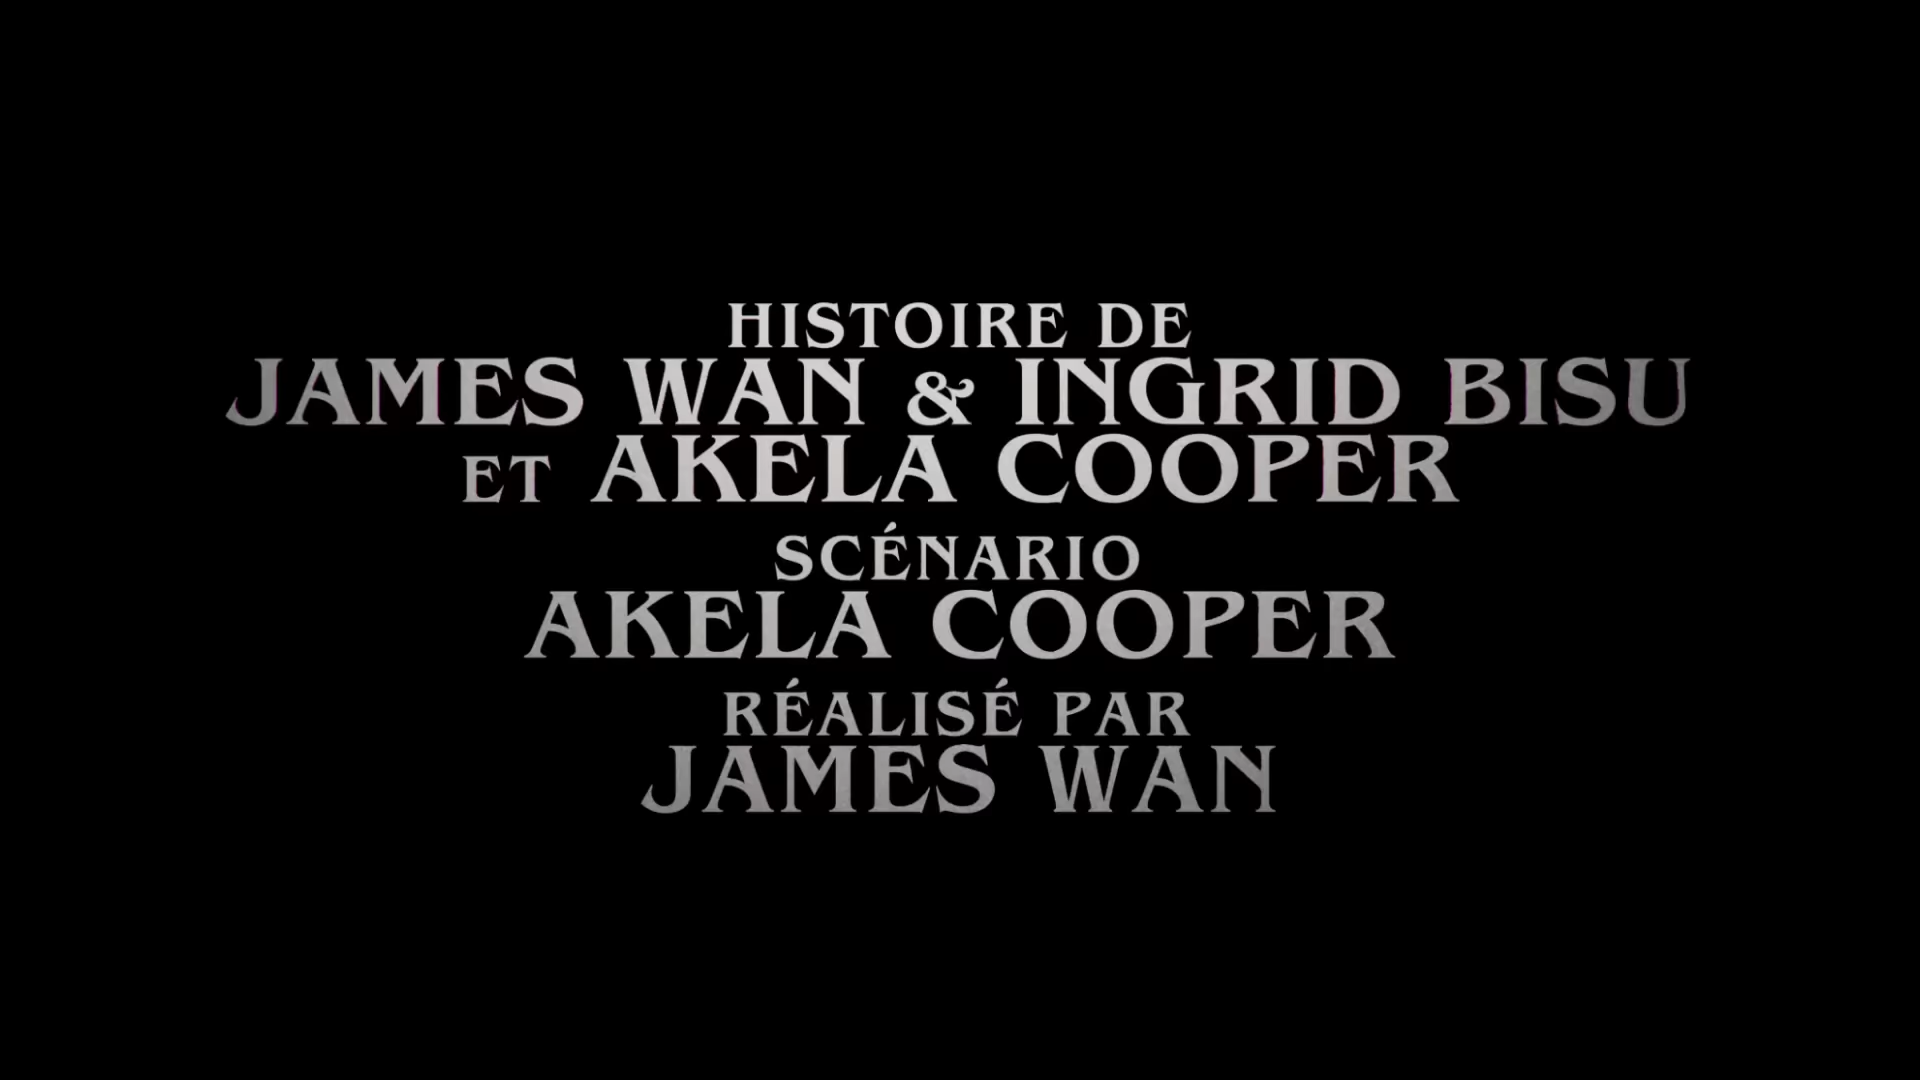 HISTOIRE DE
JAMES WAN & INGRID BISU
ET AKELA COOPER
SCÉNARIO
AKELA COOPER
RÉALISÉ PAR
JAMES WAN